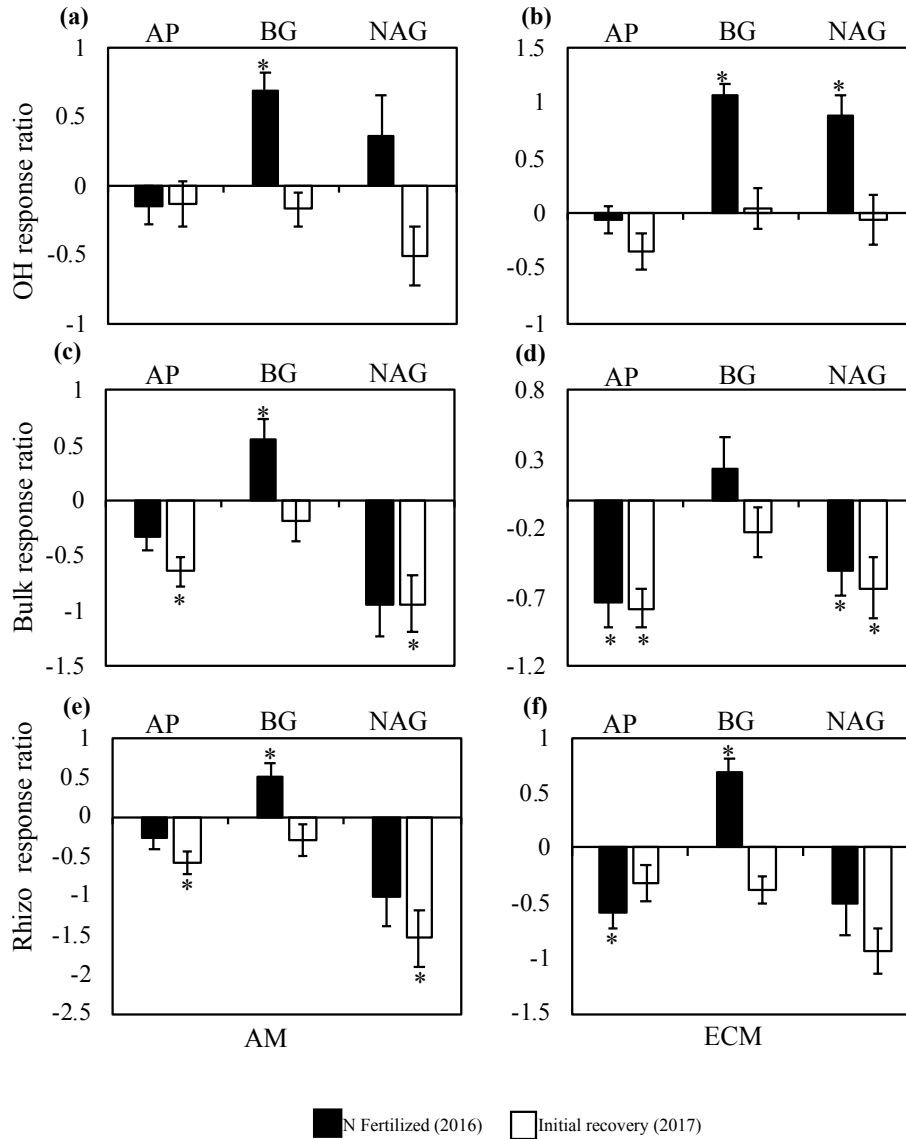 (a) (b)
AP BG NAG AP BG NAG
OH response ratio
1
0.5
0
-0.5
-1
*
1.5
1
0.5
0
-0.5
-1
* *
(c) (d)
AP BG NAG AP BG NAG
Bulk response ratio
1
0.5
0
-0.5
-1
-1.5
* * *
0.8
0.3
-0.2
-0.7
-1.2
* * * *
(e) (f)
AP BG NAG AP BG NAG
Rhizo response ratio
1
0.5
0
-0.5
-1
-1.5
-2
-2.5
* * *
1
0.5
0
-0.5
-1
-1.5
* *
AM ECM
N Fertilized (2016) Initial recovery (2017)